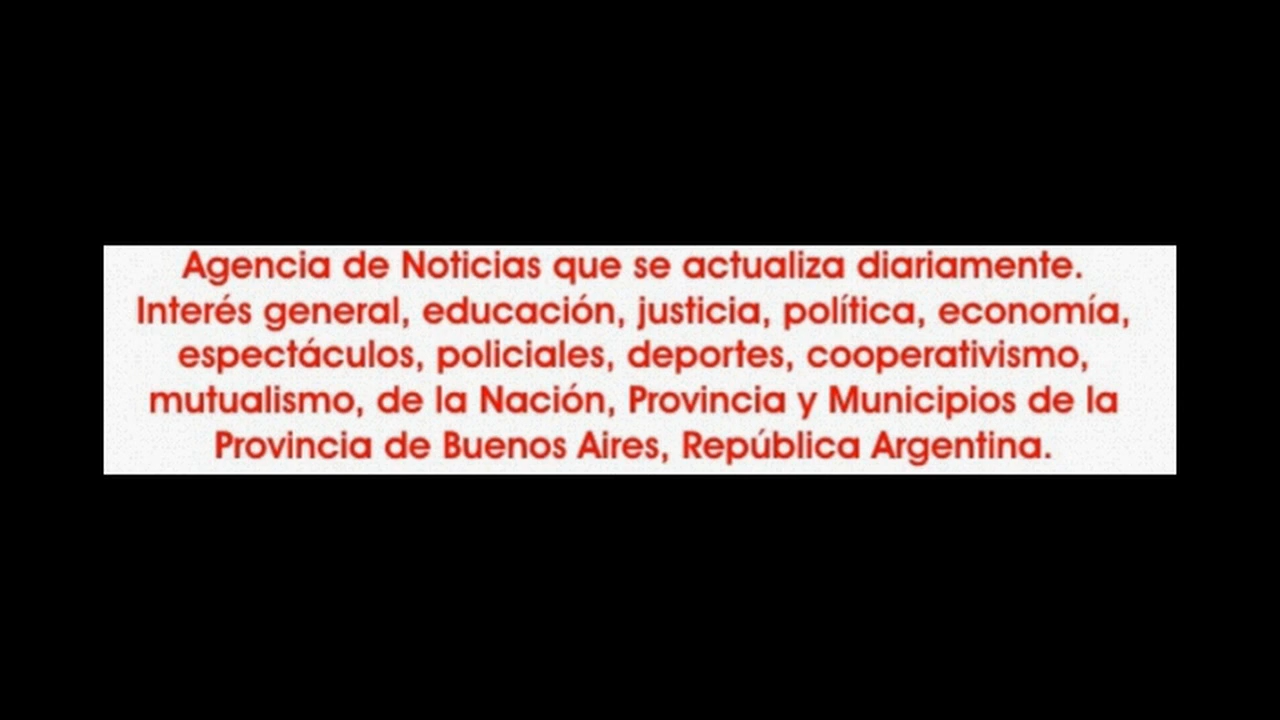 Agencia de Noticias que se actualiza diariamente.
Interés general, educación, justicia, política, economía,
espectáculos, policiales, deportes, cooperativismo,
mutualismo, de la Nación, Provincia y Municipios de la
Provincia de Buenos Aires, República Argentina.